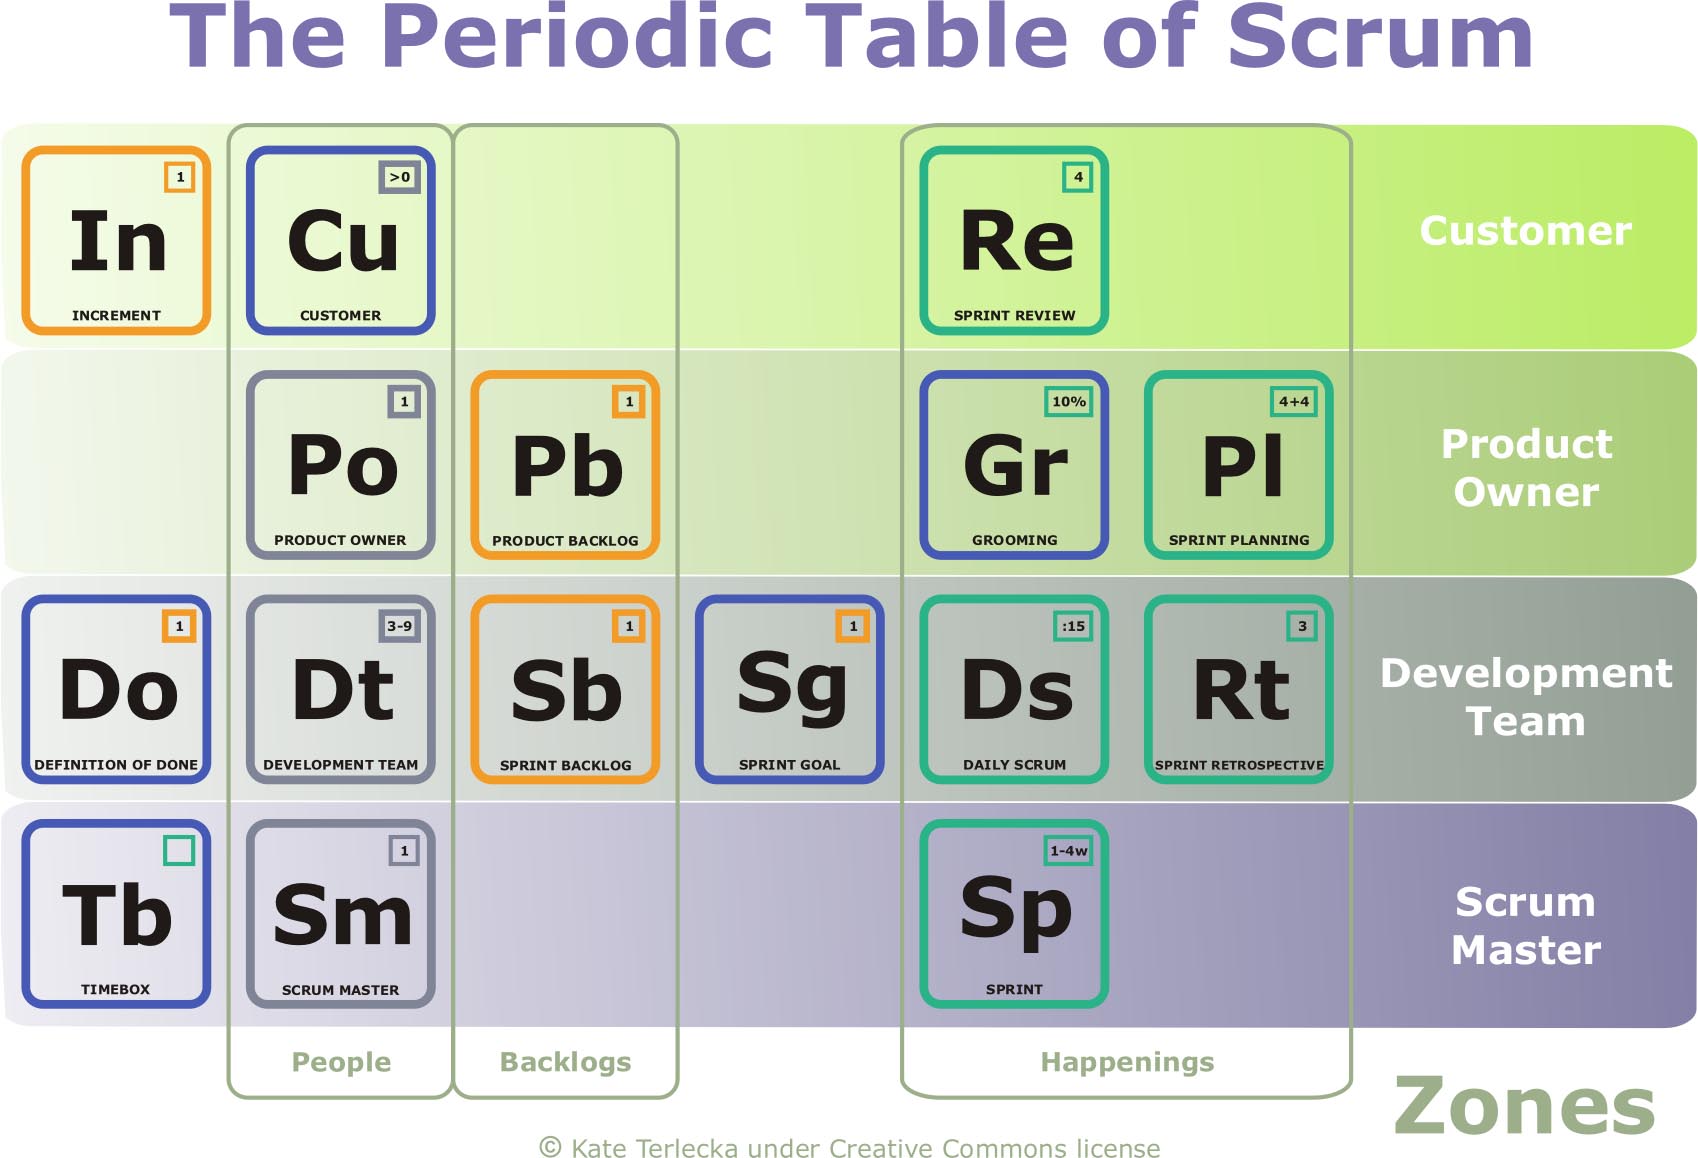 The Periodic Table of Scrum
1
In
INCREMENT
>0
Cu
CUSTOMER
4
Re
SPRINT REVIEW
Customer
1
Po
PRODUCT OWNER
1
Pb
PRODUCT BACKLOG
10%
Gr
GROOMING
4+4
Pl
SPRINT PLANNING
Product
Owner
1
Do
DEFINITION OF DONE
3-9
Dt
DEVELOPMENT TEAM
1
Sb
SPRINT BACKLOG
1
Sg
SPRINT GOAL
:15
Ds
DAILY SCRUM
3
Rt
SPRINT RETROSPECTIVE
Development
Team
Tb
TIMEBOX
1
Sm
SCRUM MASTER
1-4w
Sp
SPRINT
Scrum
Master
People
Backlogs
Happenings
Zones
© Kate Terlecka under Creative Commons license